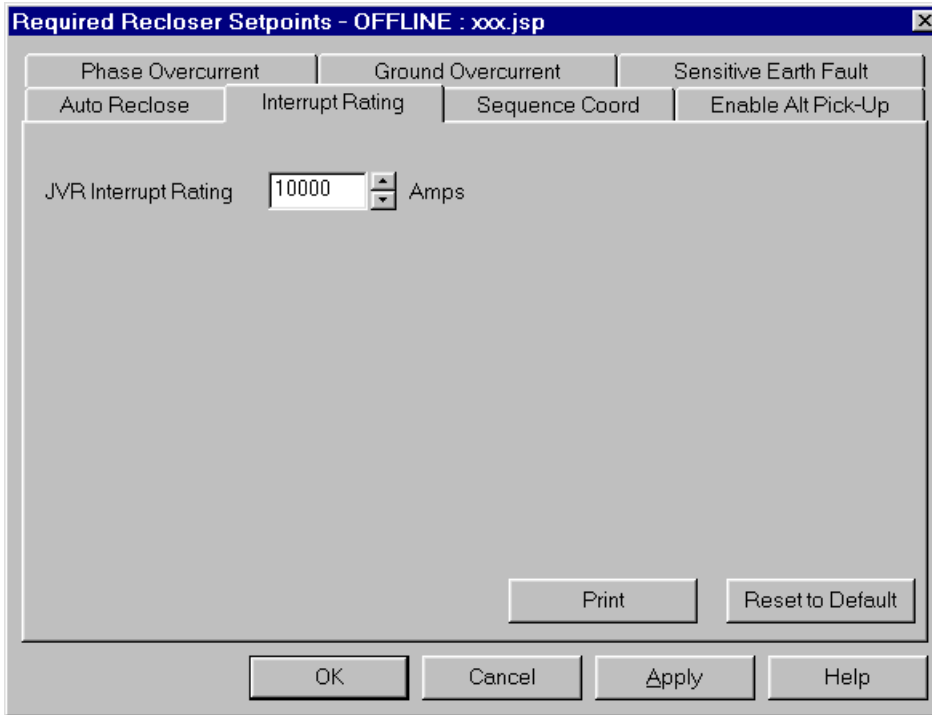 Required Recloser Setpoints - OFFLINE : xxx.jsp
Phase Overcurrent Ground Overcurrent Sensitive Earth Fault
Auto Reclose Interrupt Rating Sequence Coord Enable Alt Pick-Up
JVR Interrupt Rating 10000 Amps
Print Reset to Default
OK Cancel Apply Help